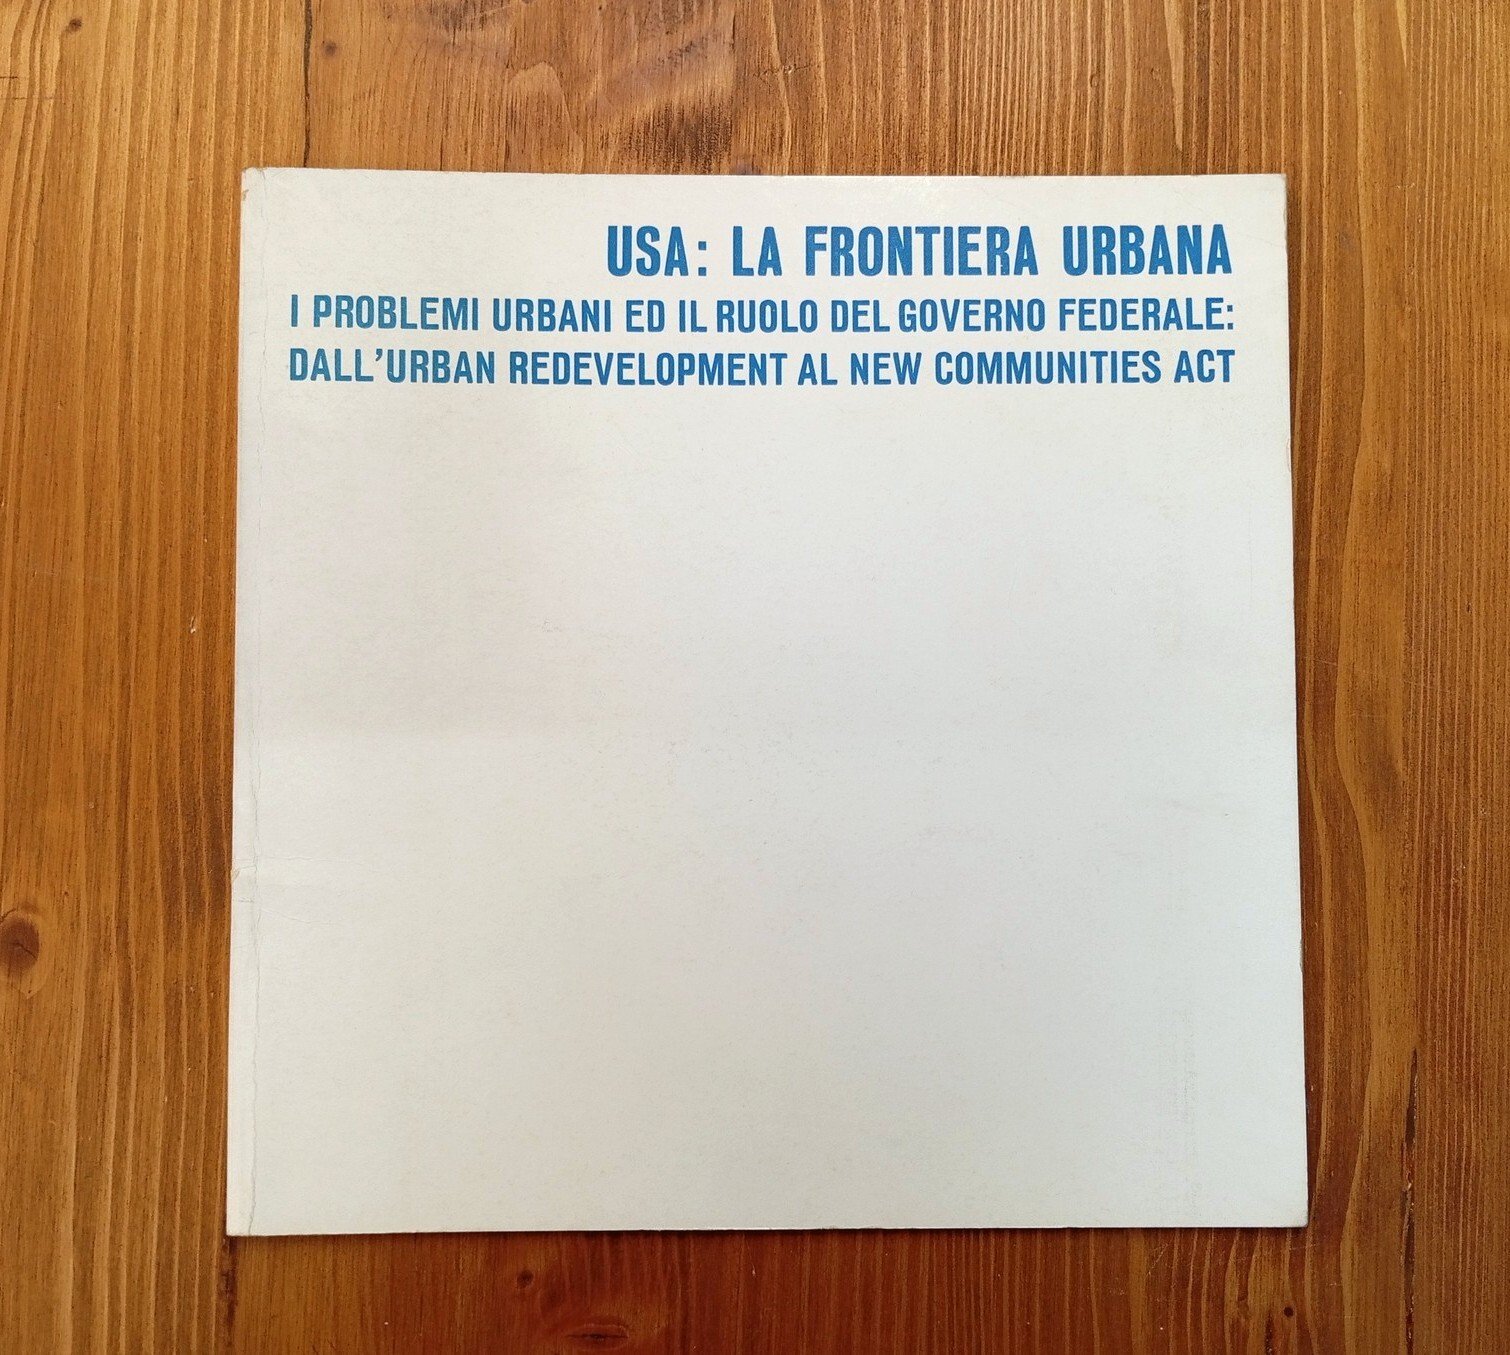 USA: LA FRONTIERA URBANA
I PROBLEMI URBANI ED IL RUOLO DEL GOVERNO FEDERALE:
DALL'URBAN REDEVELOPMENT AL NEW COMMUNITIES ACT